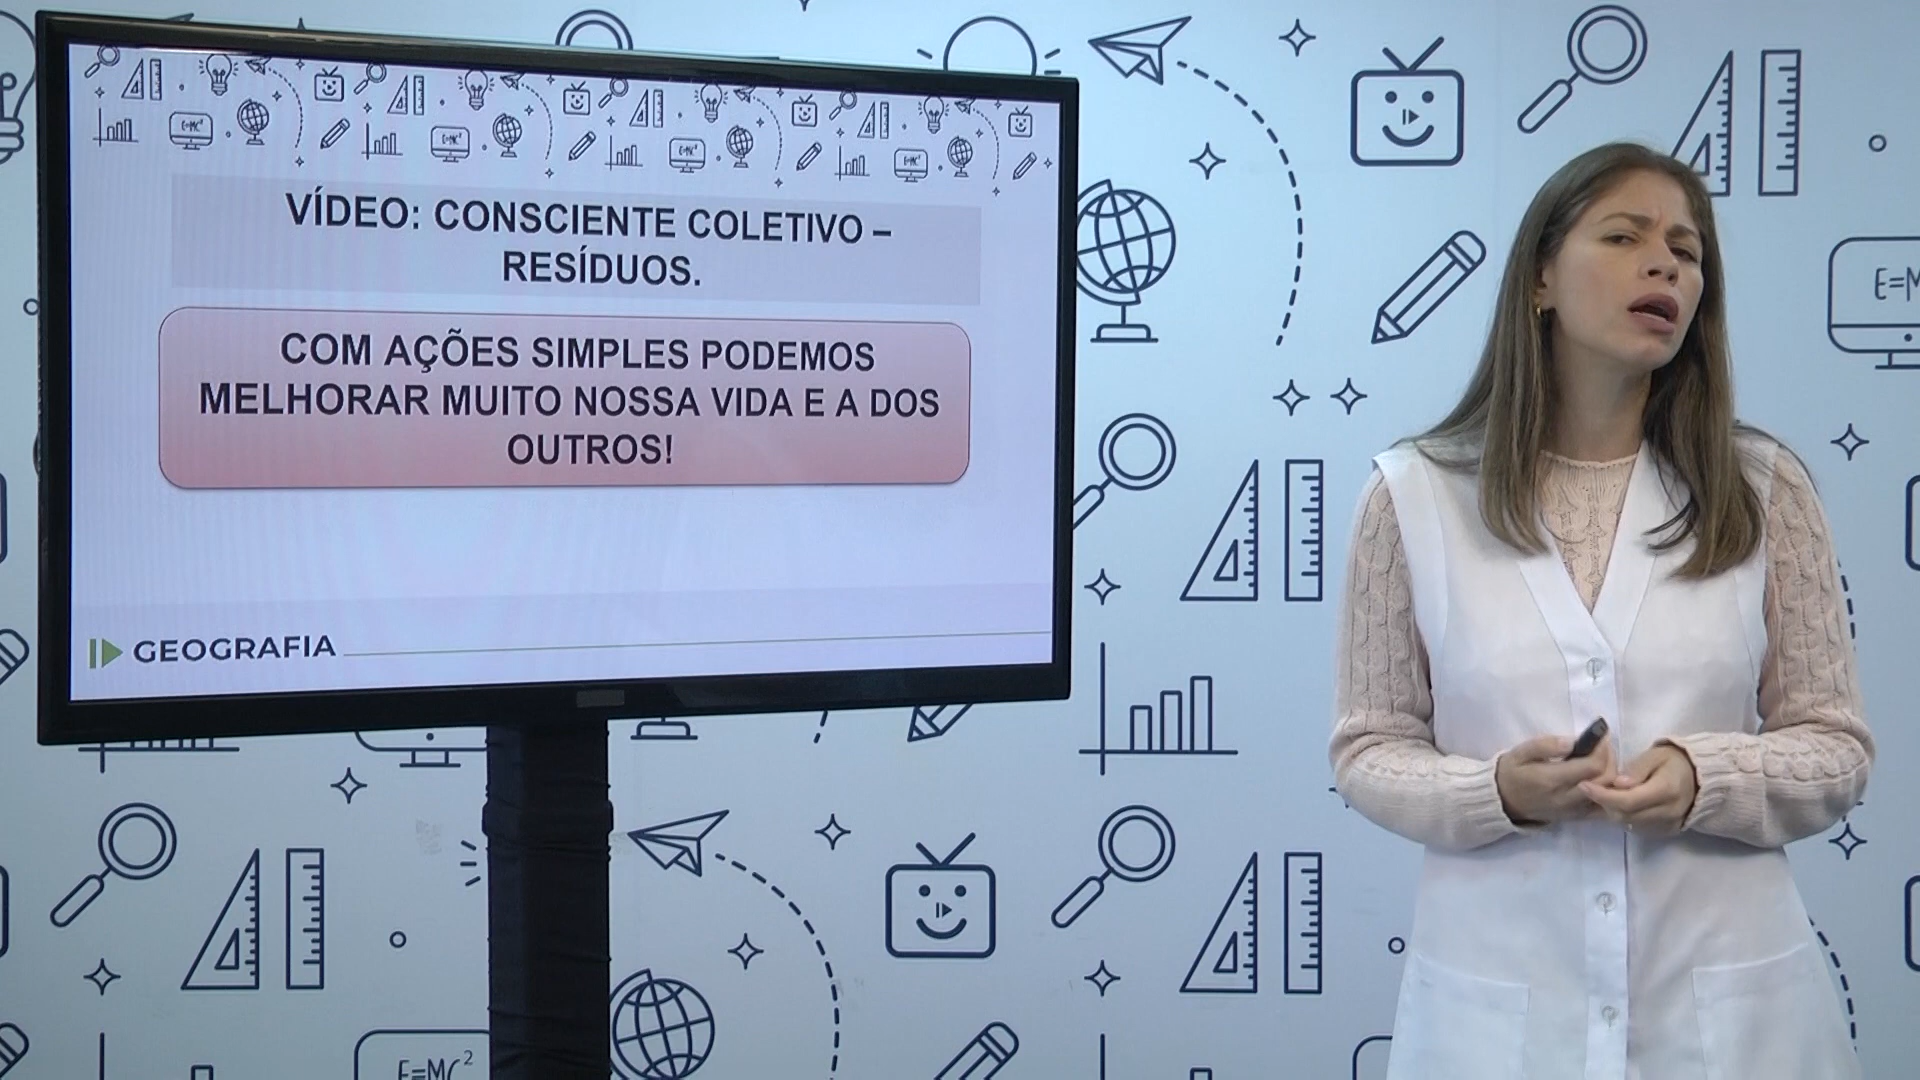 VÍDEO: CONSCIENTE COLETIVO –
RESÍDUOS.
COM AÇÕES SIMPLES PODEMOS
MELHORAR MUITO NOSSA VIDA E A DOS
OUTROS!
GEOGRAFIA
E=M
E=MC²